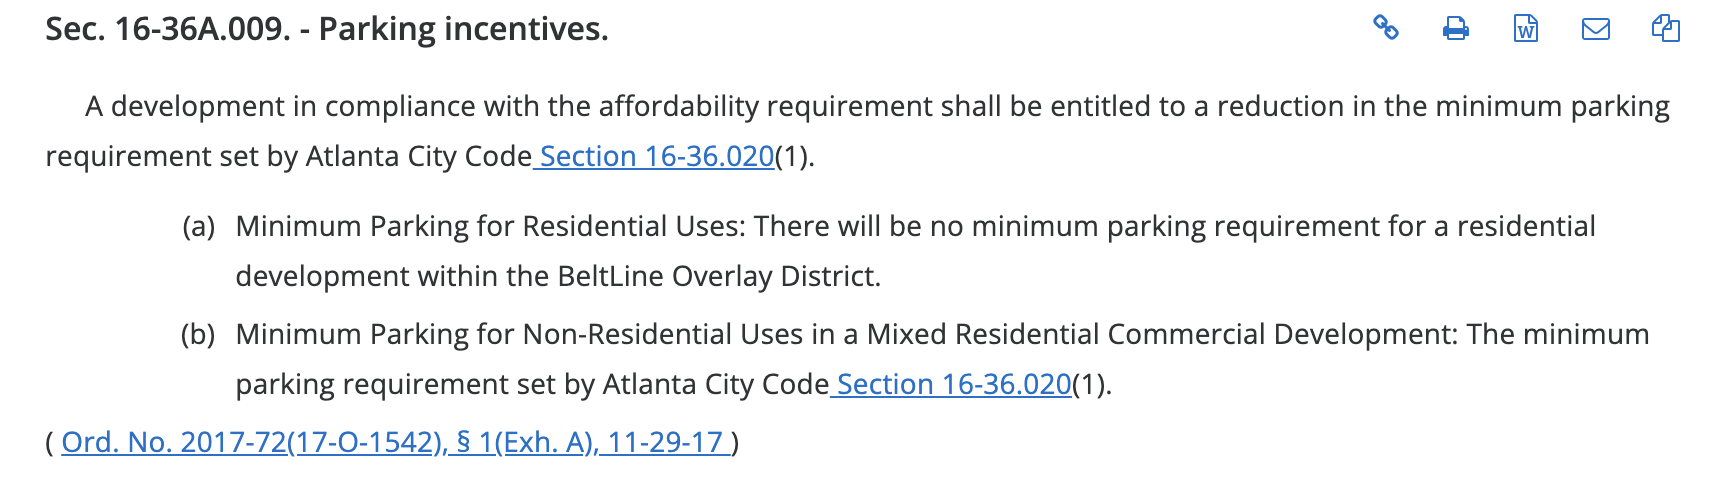 Sec. 16-36A.009. - Parking incentives.
A development in compliance with the affordability requirement shall be entitled to a reduction in the minimum parking
requirement set by Atlanta City Code Section 16-36.020(1).
(a) Minimum Parking for Residential Uses: There will be no minimum parking requirement for a residential
development within the BeltLine Overlay District.
(b) Minimum Parking for Non-Residential Uses in a Mixed Residential Commercial Development: The minimum
parking requirement set by Atlanta City Code Section 16-36.020(1).
( Ord. No. 2017-72(17-O-1542), § 1(Exh. A), 11-29-17 )